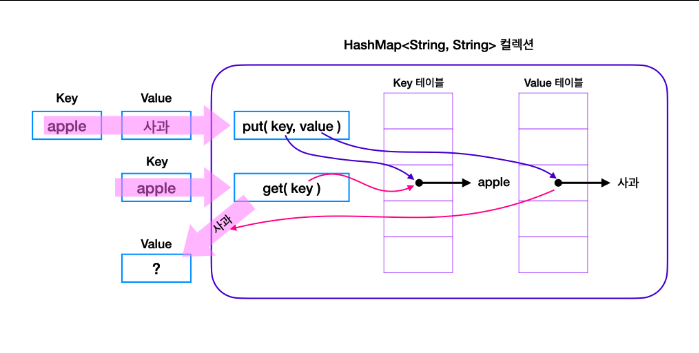 HashMap<String, String> 컬렉션
Key 테이블
Value 테이블
Key
Value
apple
사과
put( key, value )
Key
apple
get( key )
apple
사과
사과
Value
?